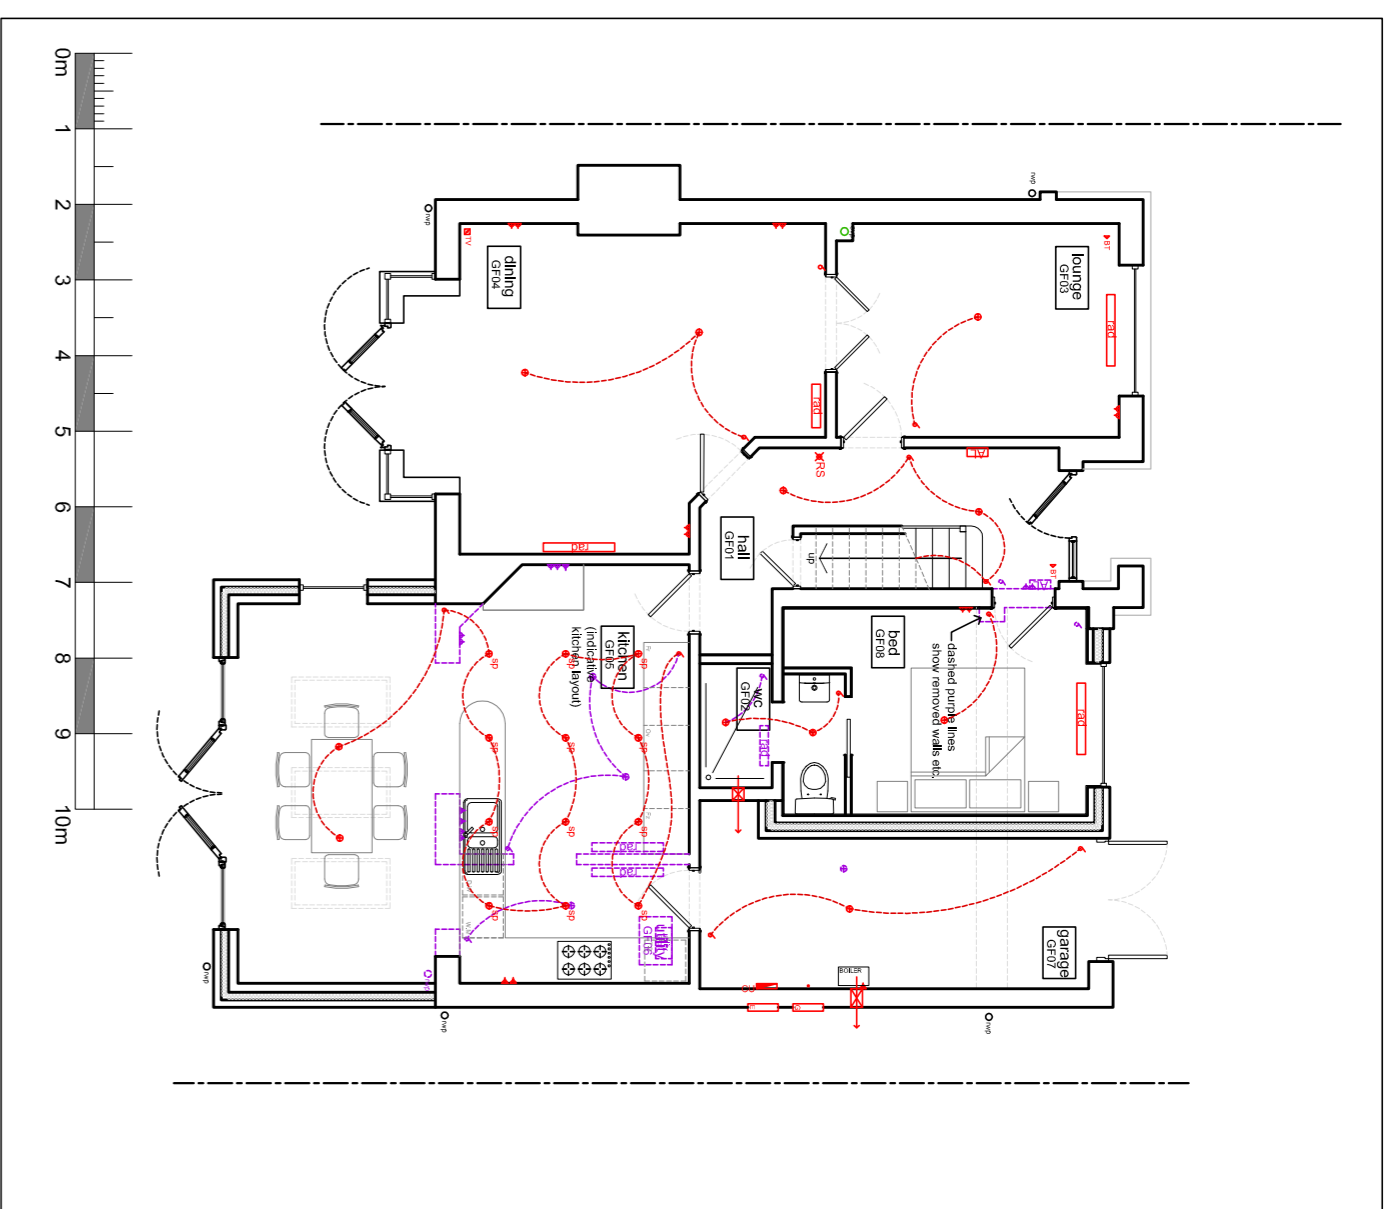 0m
1
2
3
4
5
6
7
8
9
10m
rwp
rwp
TV
dining
GF04
lounge
GF03
BT
rad
rad
RS
hall
GF01
up
BT
rad
kitchen
GF05
(indicative
kitchen layout)
bed
GF08
dashed purple lines
show removed walls etc.
wc
GF02
rad
rad
sp
sp
sp
sp
sp
sp
sp
sp
sp
rad
rad
utility
GF06
garage
GF07
BOILER
rwp
rwp
rwp
rwp